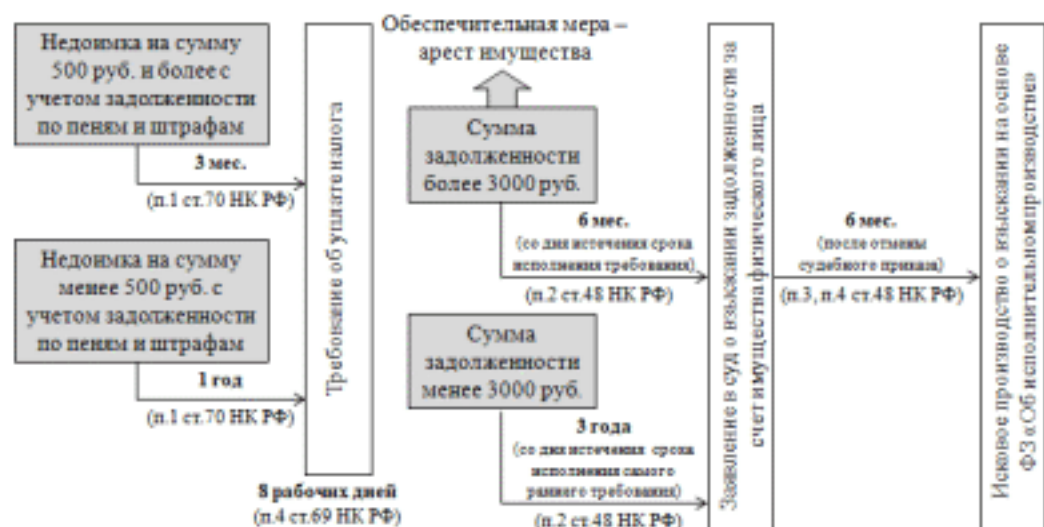 Недоимка на сумму
500 руб. и более с
учетом задолженности
по пеням и штрафам
3 мес.
(п.1 ст.70 НК РФ)
Недоимка на сумму
менее 500 руб. с
учетом задолженности
по пеням и штрафам
1 год
(п.1 ст.70 НК РФ)
Требование об уплате налога
8 рабочих дней
(п.4 ст.69 НК РФ)
Обеспечительная мера –
арест имущества
Сумма
задолженности
более 3000 руб.
6 мес.
(со дня истечения срока
исполнения требования)
(п.2 ст.48 НК РФ)
Сумма
задолженности
менее 3000 руб.
3 года
(со дня истечения срока
исполнения самого
раннего требования)
(п.2 ст.48 НК РФ)
Заявление в суд о взыскании задолженности за
счет имущества физического лица
6 мес.
(после отмены
судебного приказа)
(п.3, п.4 ст.48 НК РФ)
Исковое производство о взыскании на основе
ФЗ «Об исполнительном производстве»